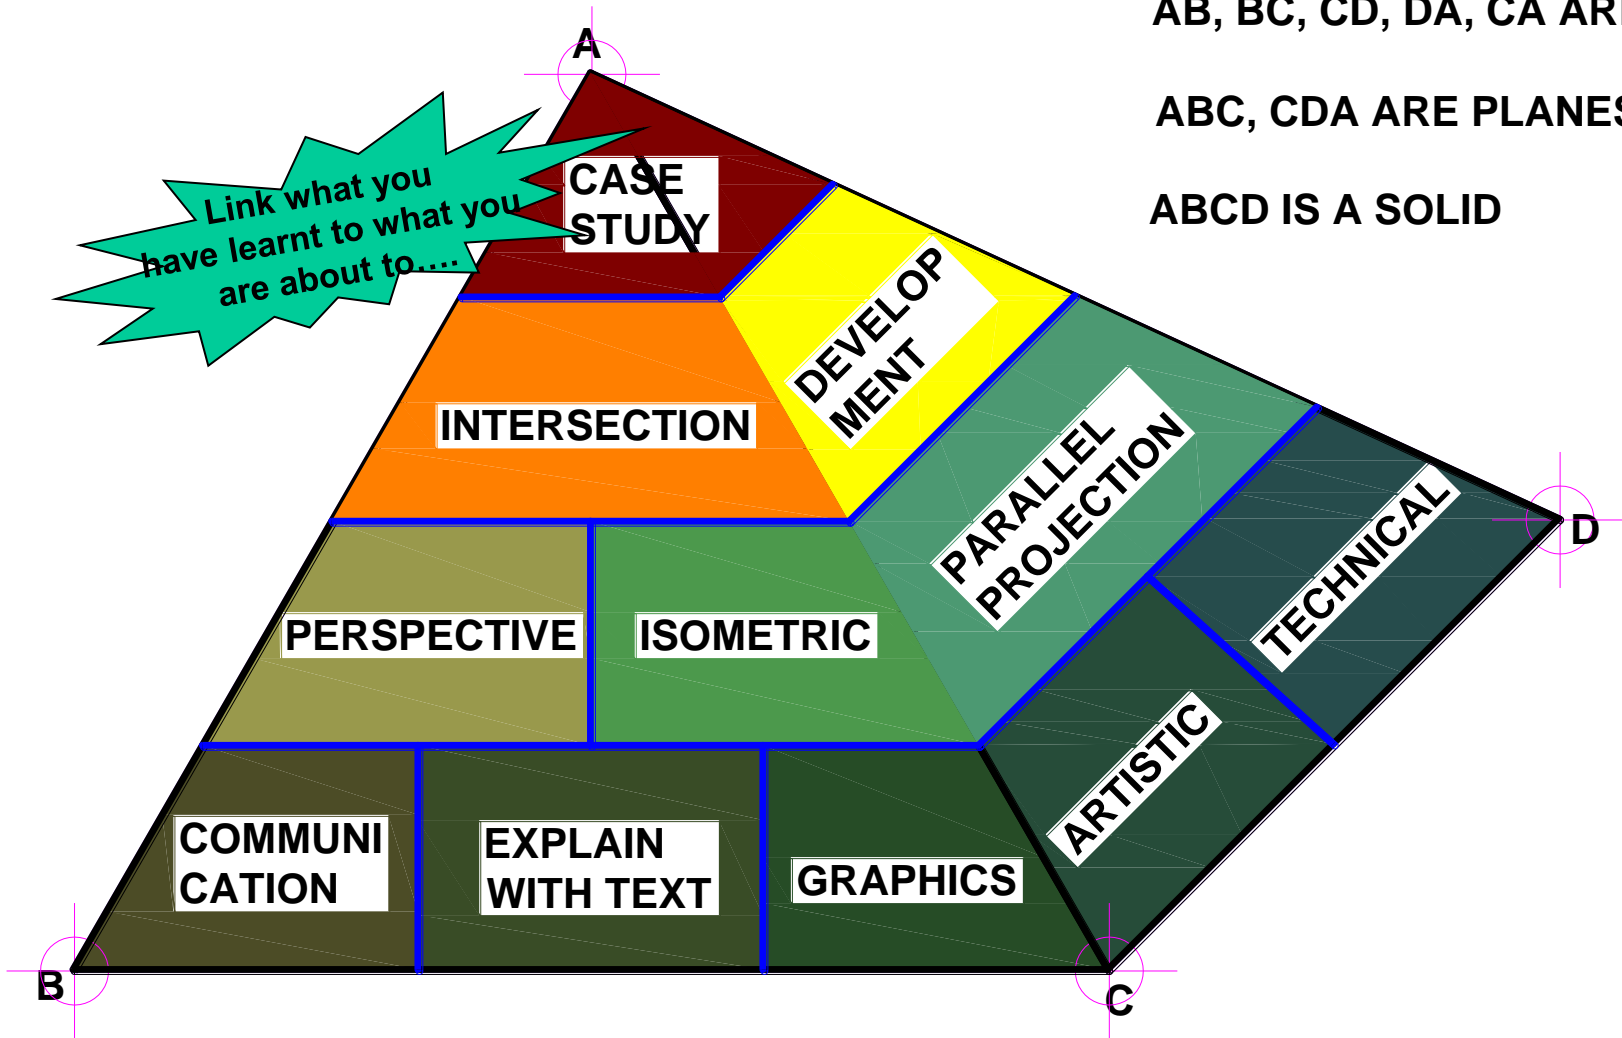 A
AB, BC, CD, DA, CA
ABC, CDA ARE PLANES
ABCD IS A SOLID
Link what you
have learnt to what you
are about to....
CASE
STUDY
DEVELOP
MENT
INTERSECTION
PARALLEL
PROJECTION
TECHNICAL
D
PERSPECTIVE
ISOMETRIC
ARTISTIC
COMMUNI
CATION
EXPLAIN
WITH TEXT
GRAPHICS
B
C